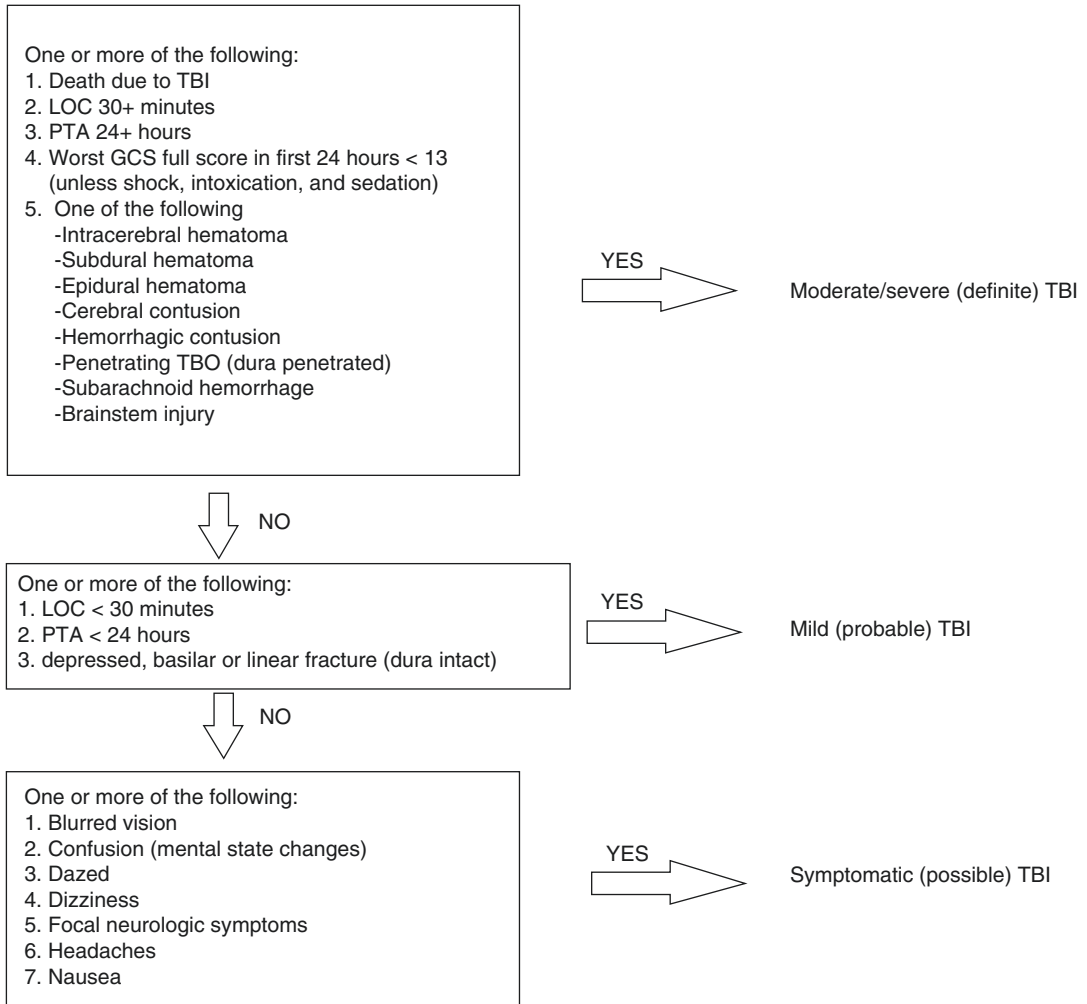 One or more of the following:
1. Death due to TBI
2. LOC 30+ minutes
3. PTA 24+ hours
4. Worst GCS full score in first 24 hours < 13
(unless shock, intoxication, and sedation)
5. One of the following
-Intracerebral hematoma
-Subdural hematoma
-Epidural hematoma
-Cerebral contusion
-Hemorrhagic contusion
-Penetrating TBO (dura penetrated)
-Subarachnoid hemorrhage
-Brainstem injury
YES
Moderate/severe (definite) TBI
NO
One or more of the following:
1. LOC < 30 minutes
2. PTA < 24 hours
3. depressed, basilar or linear fracture (dura intact)
YES
Mild (probable) TBI
NO
One or more of the following:
1. Blurred vision
2. Confusion (mental state changes)
3. Dazed
4. Dizziness
5. Focal neurologic symptoms
6. Headaches
7. Nausea
YES
Symptomatic (possible) TBI